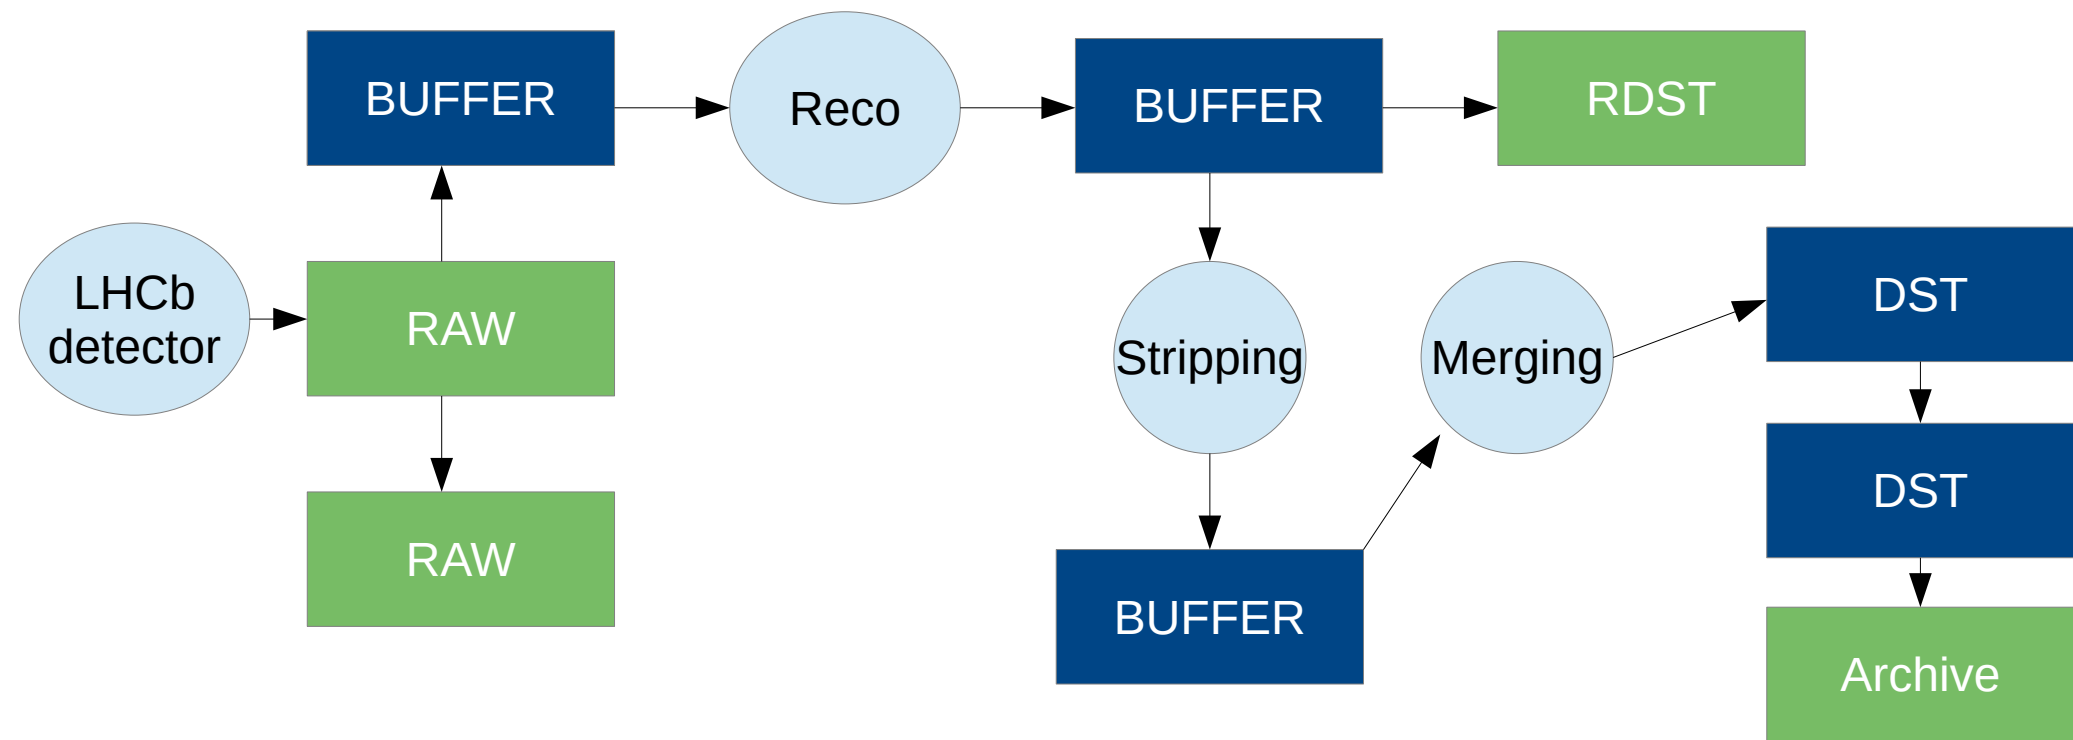 BUFFER
Reco
BUFFER
RDST
LHCb
detector
RAW
Stripping
Merging
DST
DST
RAW
BUFFER
Archive